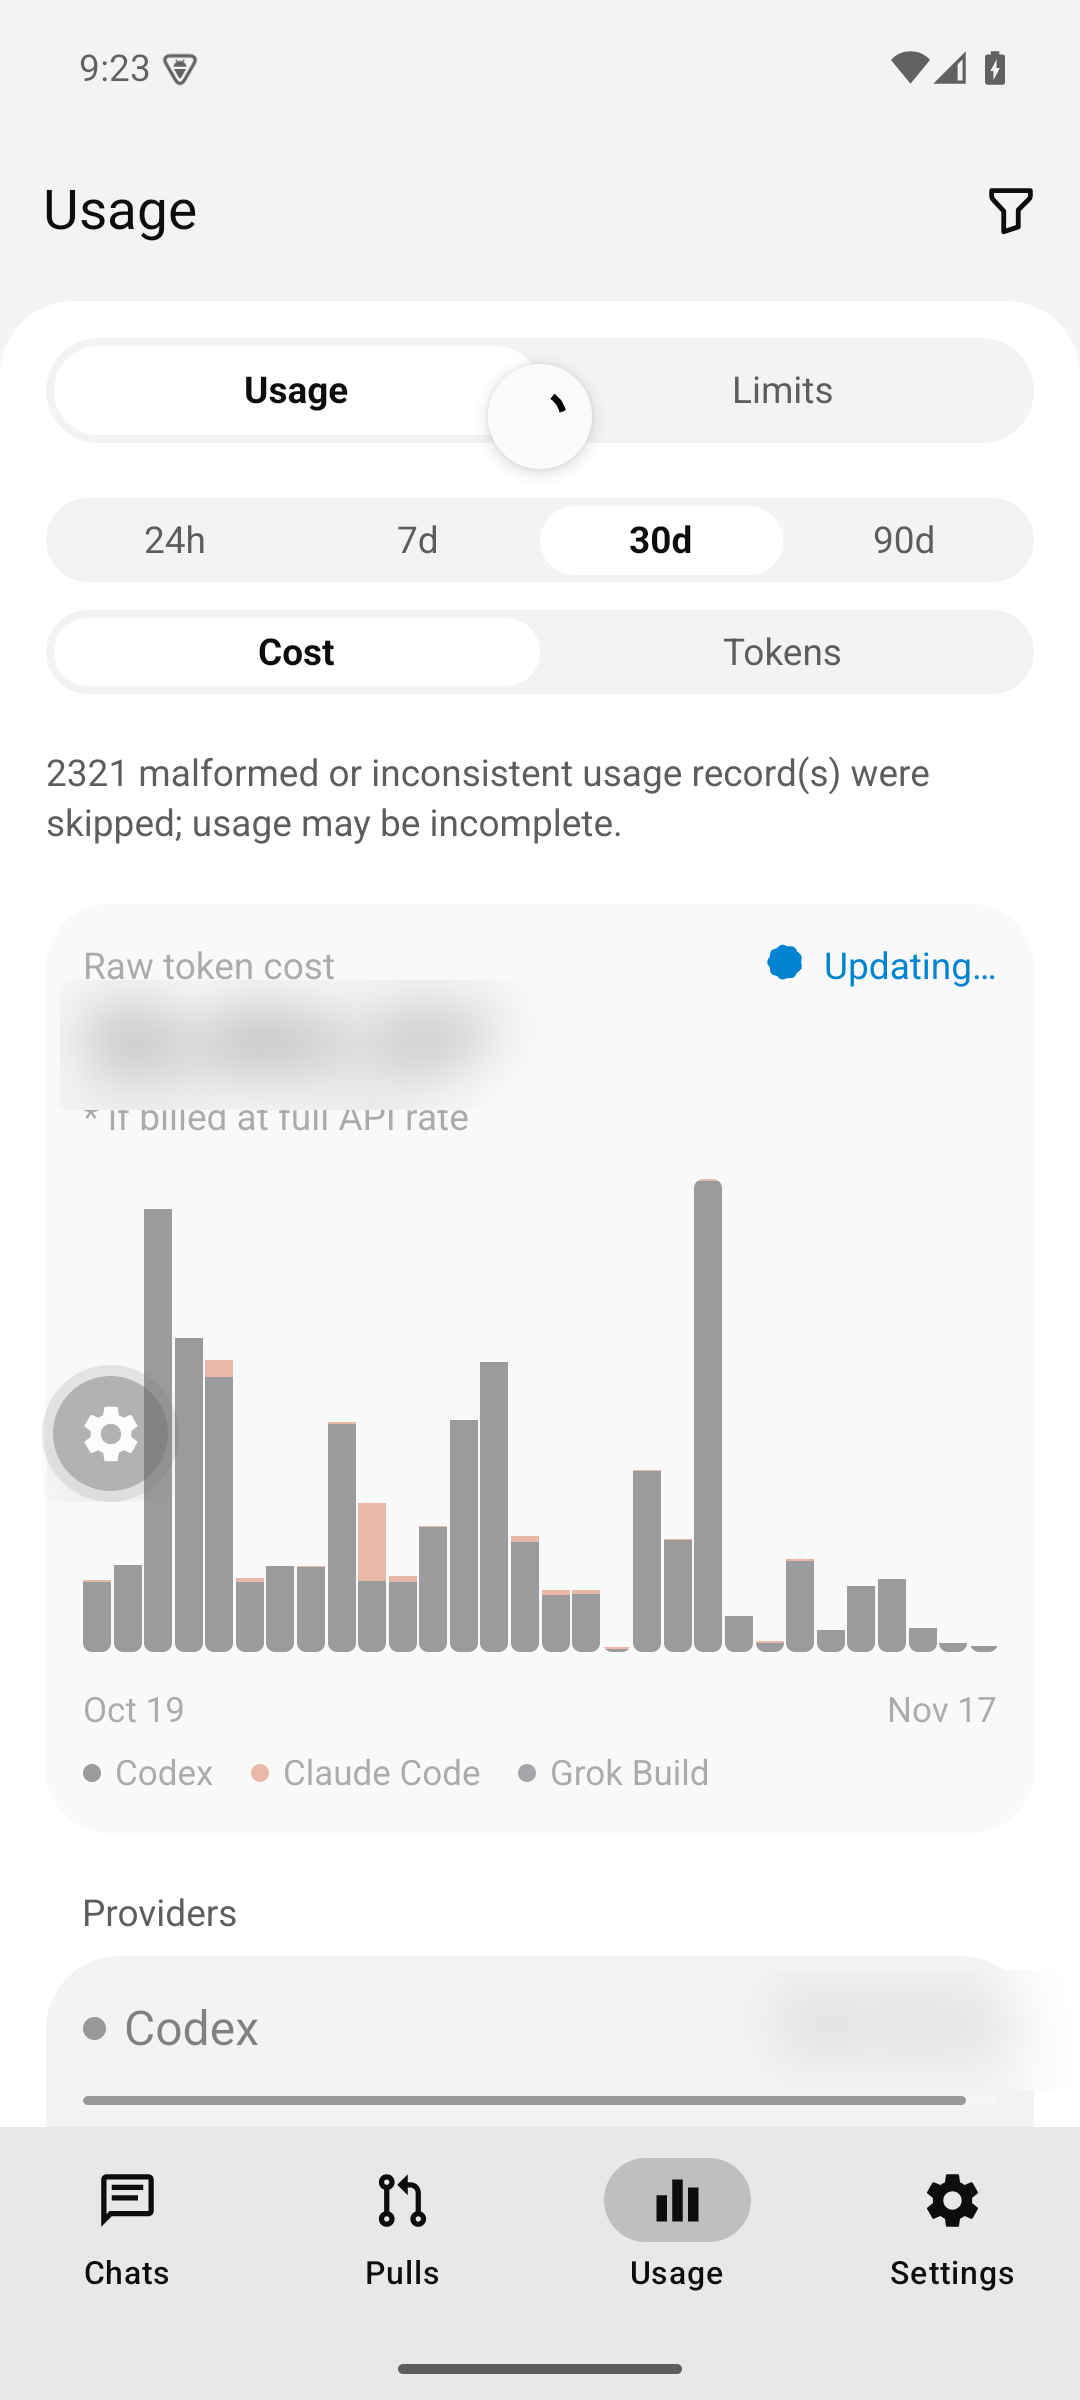 9:23
Usage
Usage Limits
24h 7d 30d 90d
Cost Tokens
2321 malformed or inconsistent usage record(s) were
skipped; usage may be incomplete.
Raw token cost Updating...
* If billed at full API rate
Oct 19 Nov 17
Codex Claude Code Grok Build
Providers
Codex
Chats Pulls Usage Settings